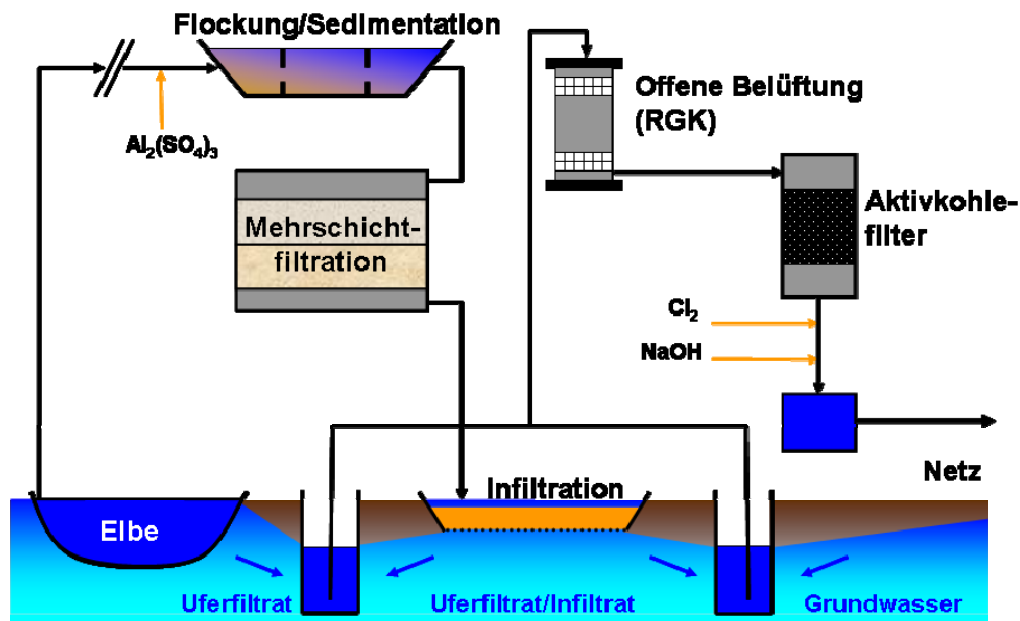 Flockung/Sedimentation
Al₂(SO₄)₃
Mehrschicht-
filtration
Offene Belüftung
(RGK)
Aktivkohle-
filter
Cl₂
NaOH
Netz
Infiltration
Elbe
Uferfiltrat
Uferfiltrat/Infiltrat
Grundwasser